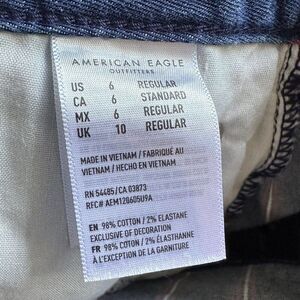 AMERICAN EAGLE
OUTFITTERS
US 6 REGULAR
CA 6 STANDARD
MX 6 REGULAR
UK 10 REGULAR
MADE IN VIETNAM / FABRIQUÉ AU
VIETNAM / HECHO EN VIETNAM
RN 54485/CA 03873
RFC# AEM120605U9A
EN 98% COTTON / 2% ELASTANE
EXCLUSIVE OF DECORATION
FR 98% COTON / 2% ÉLASTHANNE
À L'EXCEPTION DE LA GARNITURE